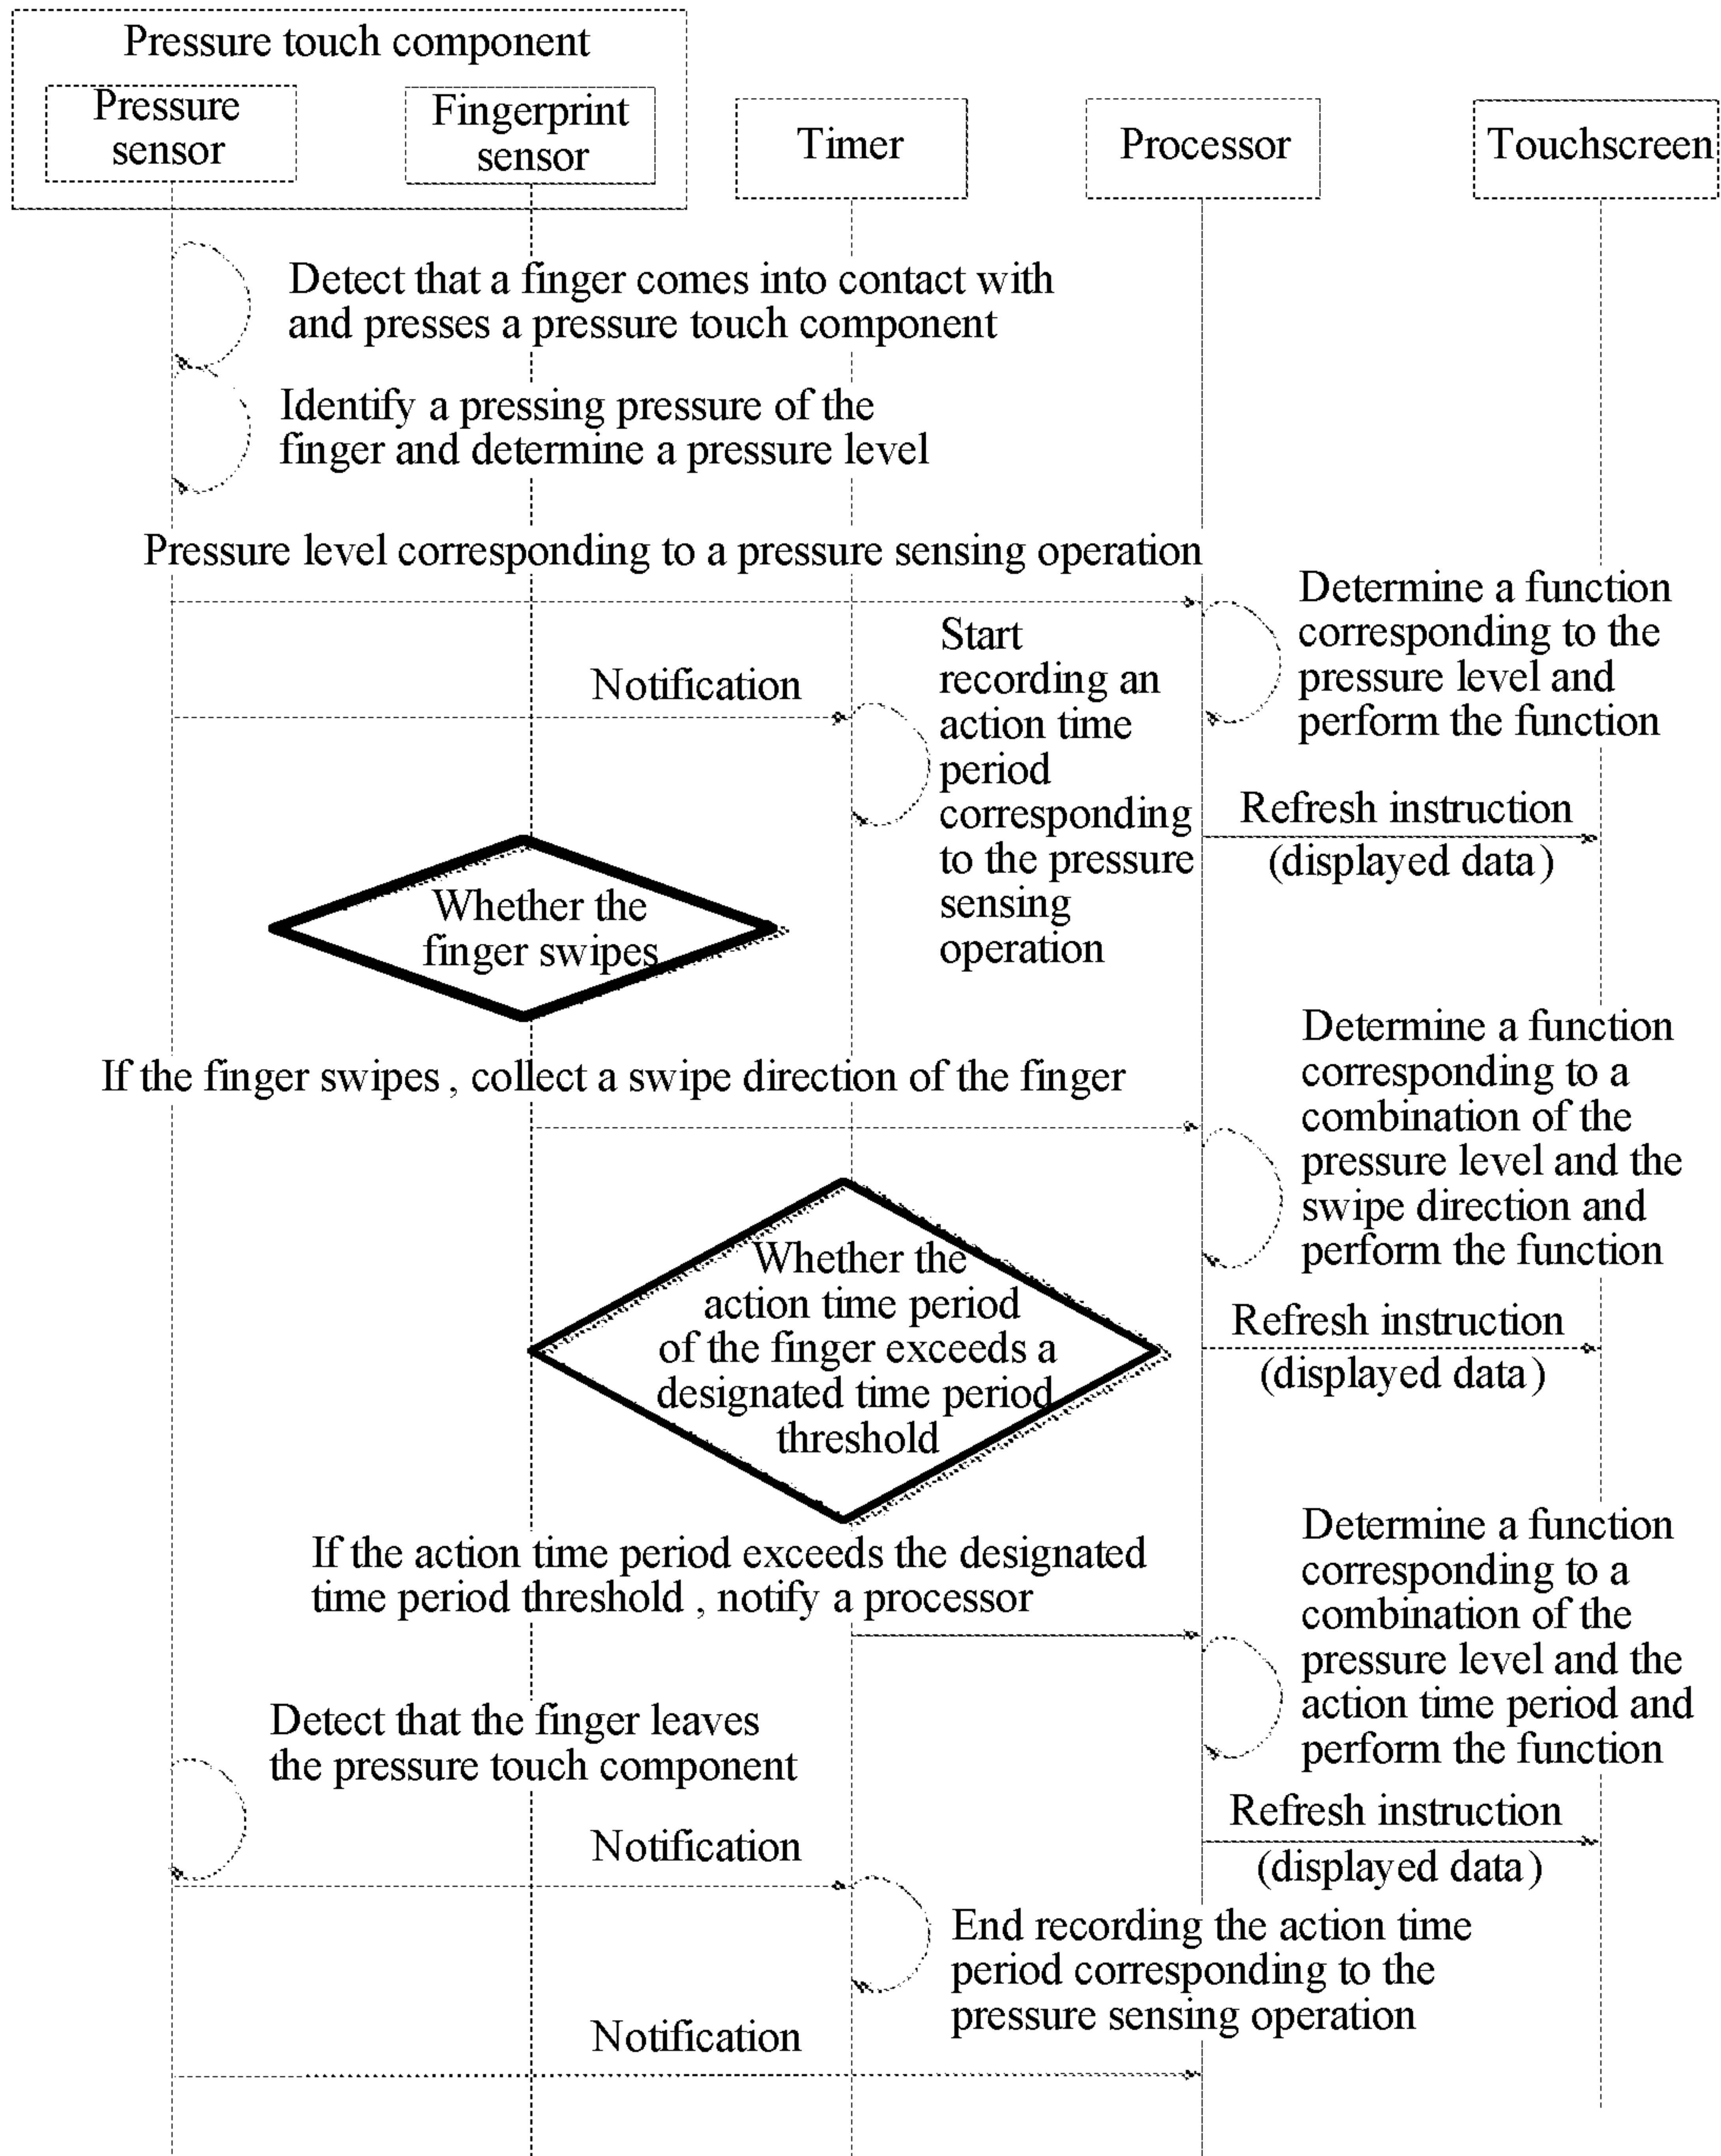 Pressure touch component
Pressure
sensor
Fingerprint
sensor
Timer
Processor
Touchscreen
Detect that a finger comes into contact with
and presses a pressure touch component
Identify a pressing pressure of the
finger and determine a pressure level
Pressure level corresponding to a pressure sensing operation
Determine a function
corresponding to the
pressure level and
perform the function
Notification
Start
recording an
action time
period
corresponding
to the pressure
sensing
operation
Refresh instruction
(displayed data)
Whether the
finger swipes
If the finger swipes, collect a swipe direction of the finger
Determine a function
corresponding to a
combination of the
pressure level and the
swipe direction and
perform the function
Whether the
action time period
of the finger exceeds a
designated time period
threshold
Refresh instruction
(displayed data)
If the action time period exceeds the designated
time period threshold, notify a processor
Determine a function
corresponding to a
combination of the
pressure level and the
action time period and
perform the function
Detect that the finger leaves
the pressure touch component
Refresh instruction
(displayed data)
Notification
End recording the action time
period corresponding to the
pressure sensing operation
Notification